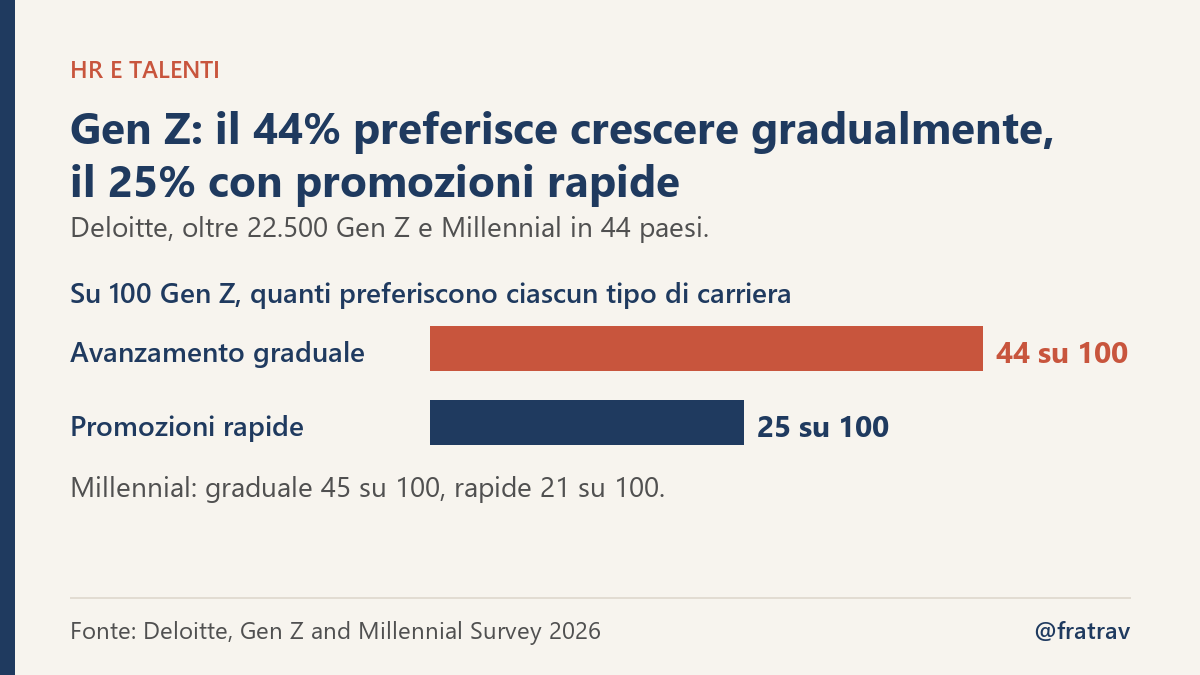 HR E TALENTI
Gen Z: il 44% preferisce crescere gradualmente,
il 25% con promozioni rapide
Deloitte, oltre 22.500 Gen Z e Millennial in 44 paesi.
Su 100 Gen Z, quanti preferiscono ciascun tipo di carriera
Avanzamento graduale 44 su 100
Promozioni rapide 25 su 100
Millennial: graduale 45 su 100, rapide 21 su 100.
Fonte: Deloitte, Gen Z and Millennial Survey 2026 @fratrav